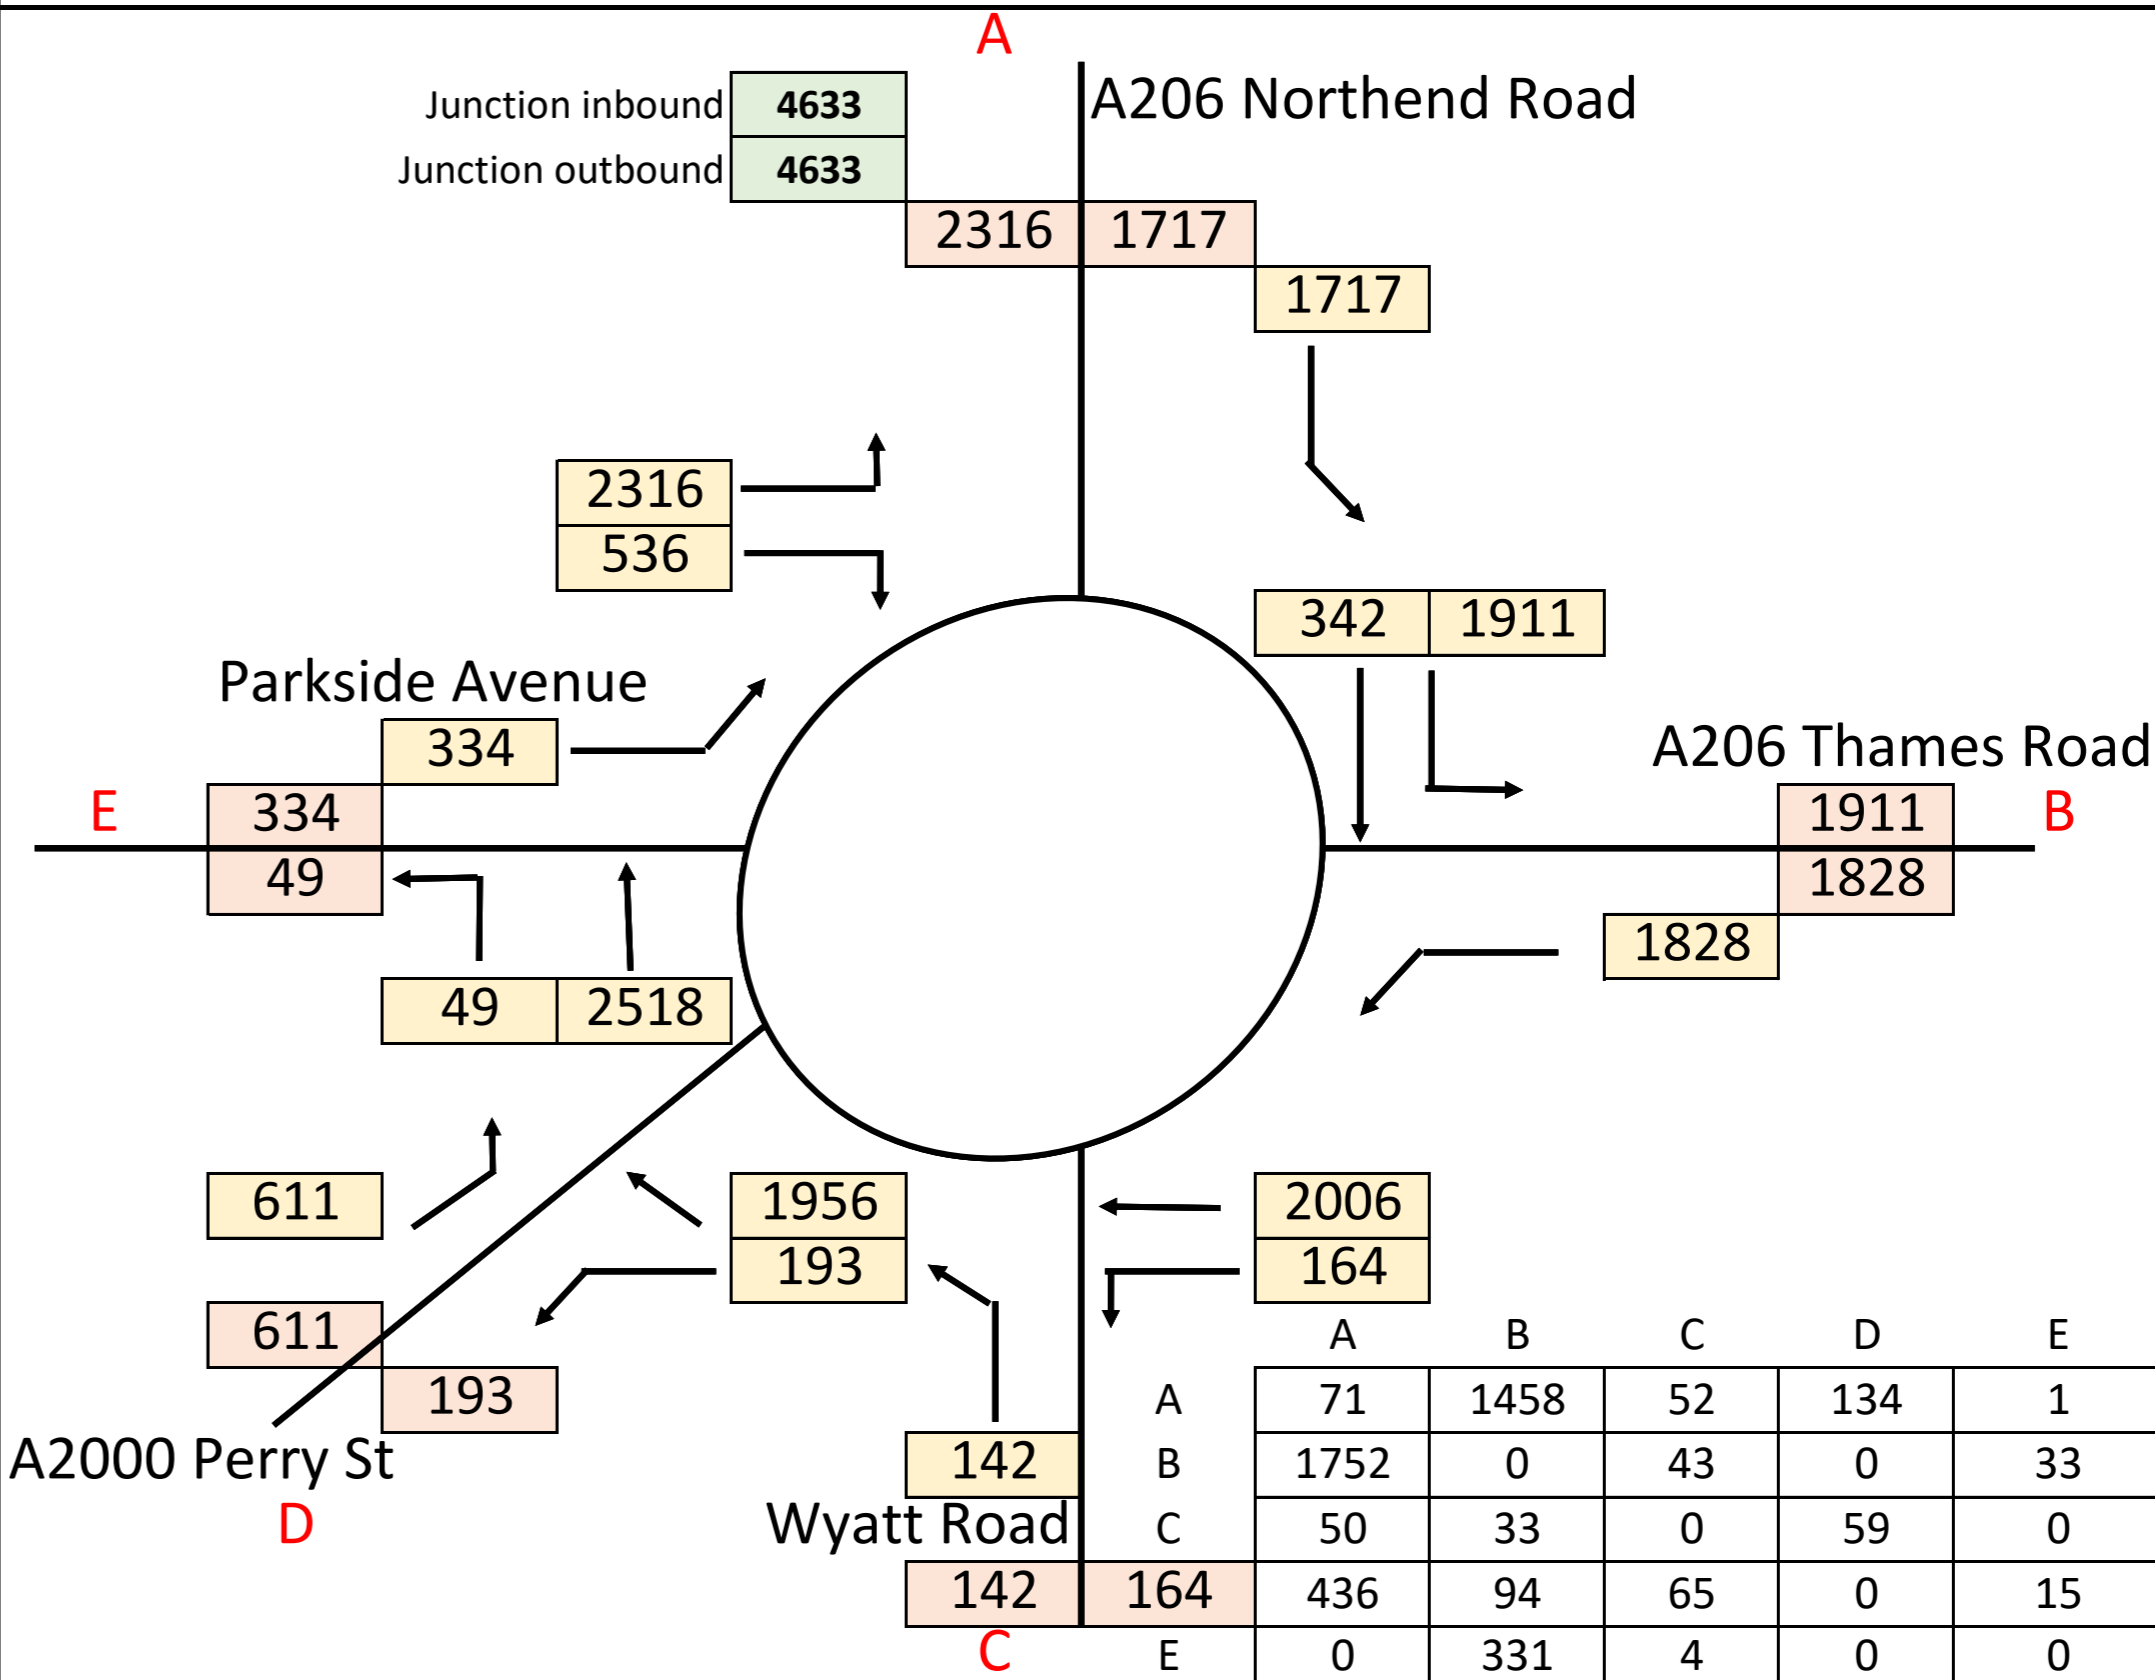 A
Junction inbound 4633 A206 Northend Road
Junction outbound 4633
2316 1717
1717
2316
536
342 1911
Parkside Avenue
334 A206 Thames Road
E 334 1911 B
49 1828
1828
49 2518
611 1956 2006
193 164
611 A B C D E
193 A 71 1458 52 134 1
A2000 Perry St 142 B 1752 0 43 0 33
D Wyatt Road C 50 33 0 59 0
142 164 436 94 65 0 15
C E 0 331 4 0 0